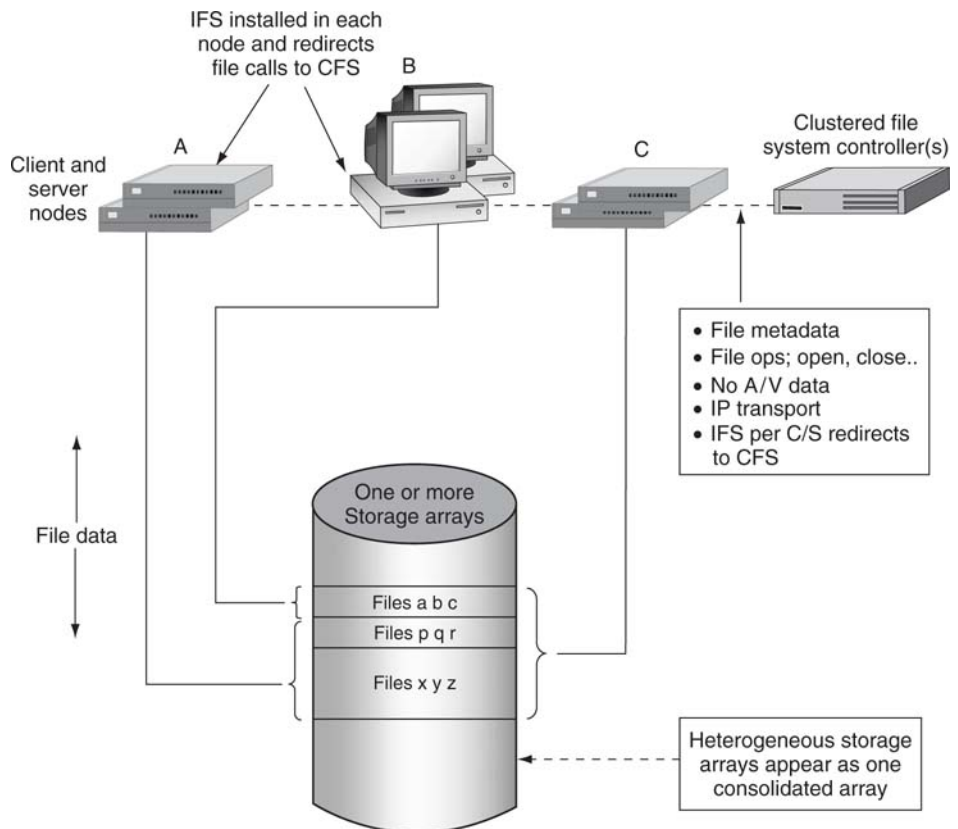 IFS installed in each
node and redirects
file calls to CFS
B
A
C
Clustered file
system controller(s)
Client and
server
nodes
• File metadata
• File ops; open, close..
• No A/V data
• IP transport
• IFS per C/S redirects
to CFS
One or more
Storage arrays
File data
Files a b c
Files p q r
Files x y z
Heterogeneous storage
arrays appear as one
consolidated array